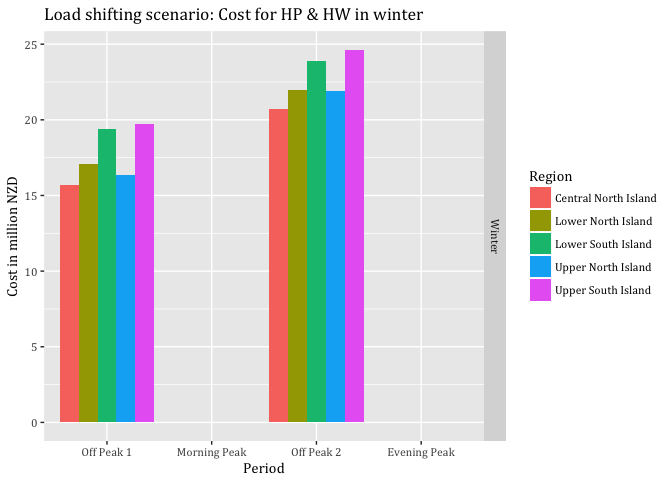 Load shifting scenario: Cost for HP & HW in winter
25
20
15
10
5
0
Cost in million NZD
Off Peak 1
Morning Peak
Off Peak 2
Evening Peak
Period
Winter
Region
Central North Island
Lower North Island
Lower South Island
Upper North Island
Upper South Island